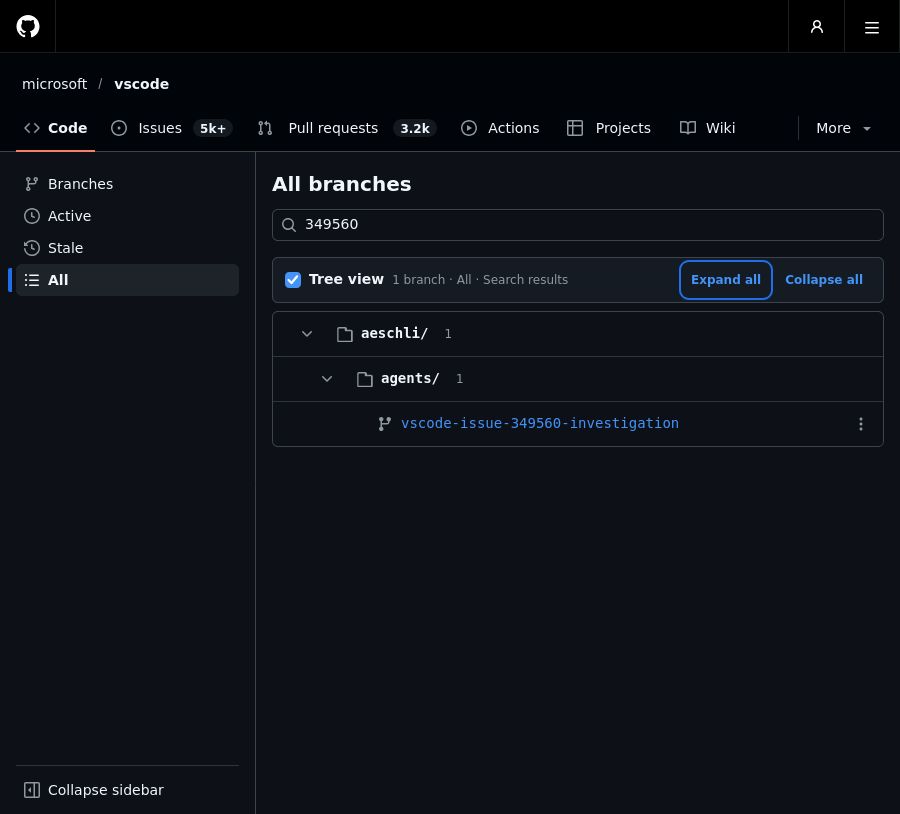 microsoft / vscode
Code Issues 5k+ Pull requests 3.2k Actions Projects Wiki More
Branches
Active
Stale
All
All branches
349560
Tree view 1 branch · All · Search results Expand all Collapse all
aeschli/ 1
agents/ 1
vscode-issue-349560-investigation
Collapse sidebar